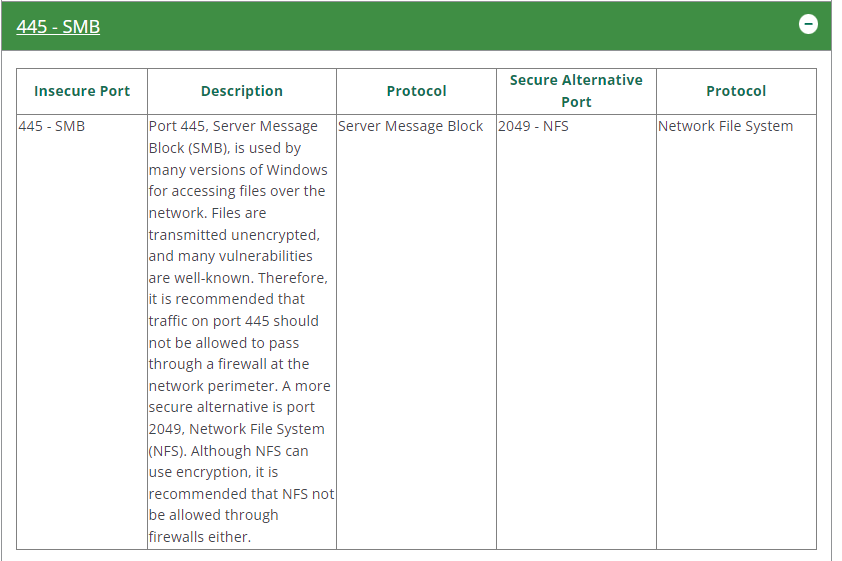 445 - SMB
Insecure Port
Description
Protocol
Secure Alternative
Port
Protocol
445 - SMB
Port 445, Server Message
Block (SMB), is used by
many versions of Windows
for accessing files over the
network. Files are
transmitted unencrypted,
and many vulnerabilities
are well-known. Therefore,
it is recommended that
traffic on port 445 should
not be allowed to pass
through a firewall at the
network perimeter. A more
secure alternative is port
2049, Network File System
(NFS). Although NFS can
use encryption, it is
recommended that NFS not
be allowed through
firewalls either.
Server Message Block
2049 - NFS
Network File System